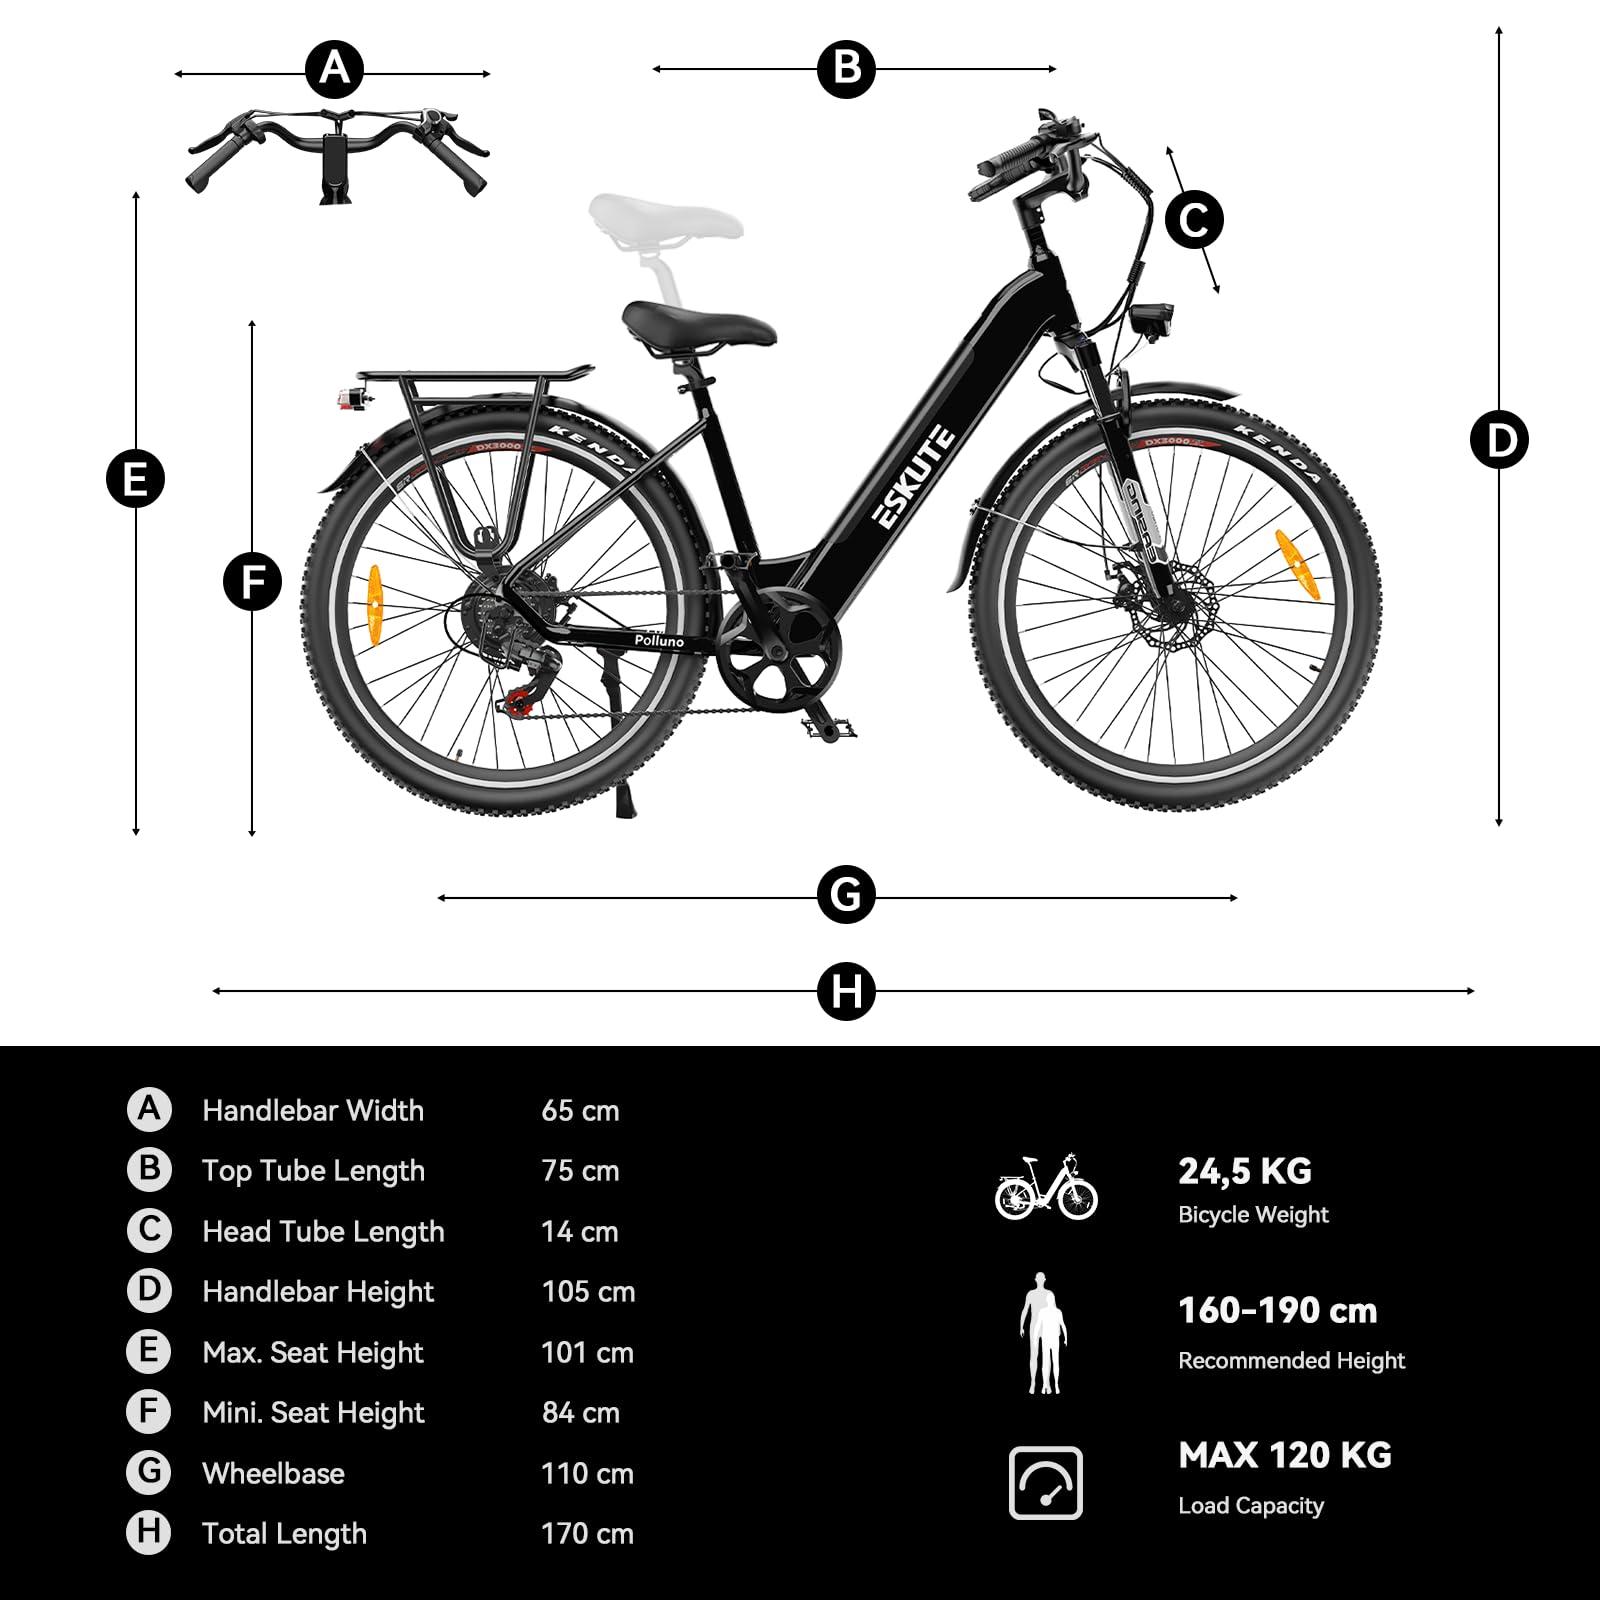 A
B
C
E
D
F
KENDA
DX3000
DX3000
KENDA
ESKUTE
Polluno
G
H
A Handlebar Width 65 cm
B Top Tube Length 75 cm
C Head Tube Length 14 cm
D Handlebar Height 105 cm
E Max. Seat Height 101 cm
F Mini. Seat Height 84 cm
G Wheelbase 110 cm
H Total Length 170 cm
24,5 KG
Bicycle Weight
160-190 cm
Recommended Height
MAX 120 KG
Load Capacity